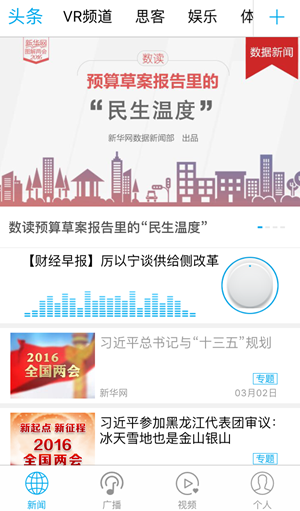 头条 VR频道 思客 娱乐 体
新华网
图解两会
2016
数读
数据新闻
预算草案报告里的
“民生温度”
新华网数据新闻部 出品
数读预算草案报告里的“民生温度”
【财经早报】厉以宁谈供给侧改革
2016
全国两会
习近平总书记与“十三五”规划
专题
新华网
03月02日
新起点 新征程
2016
全国两会
习近平参加黑龙江代表团审议：
冰天雪地也是金山银山
专题
新闻 广播 视频 个人